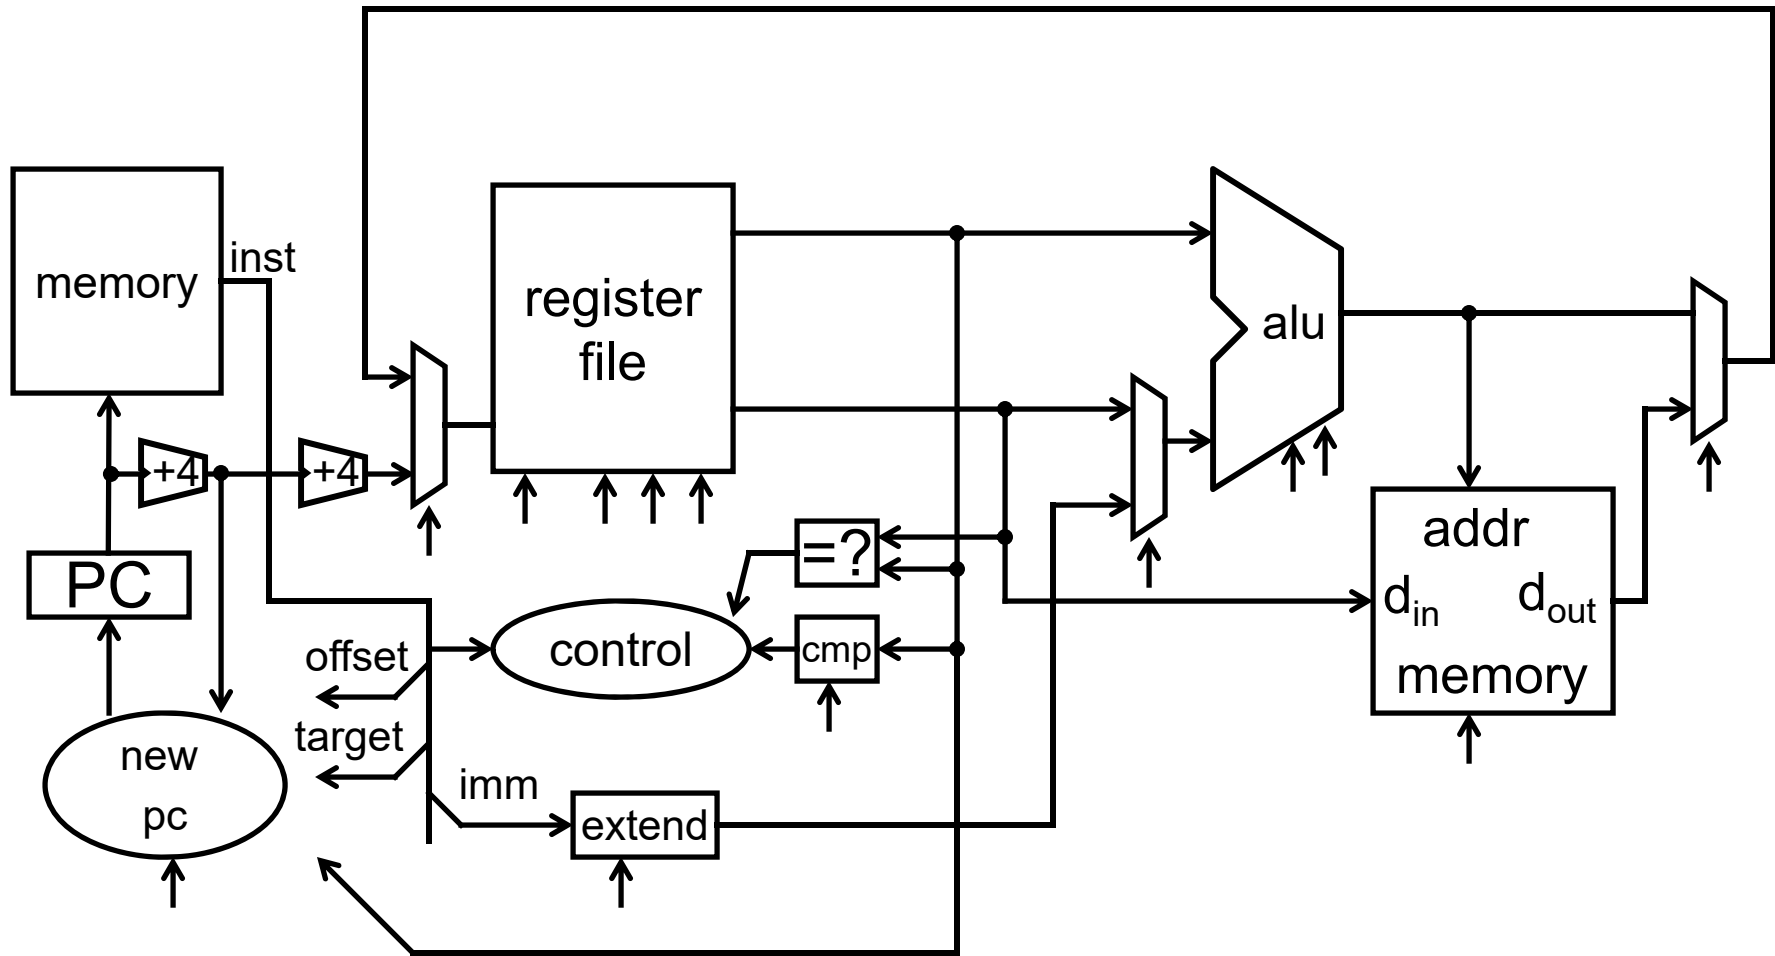 memory
inst
register
file
alu
+4
+4
addr
PC
=?
d_in
d_out
control
cmp
offset
memory
target
new
pc
imm
extend